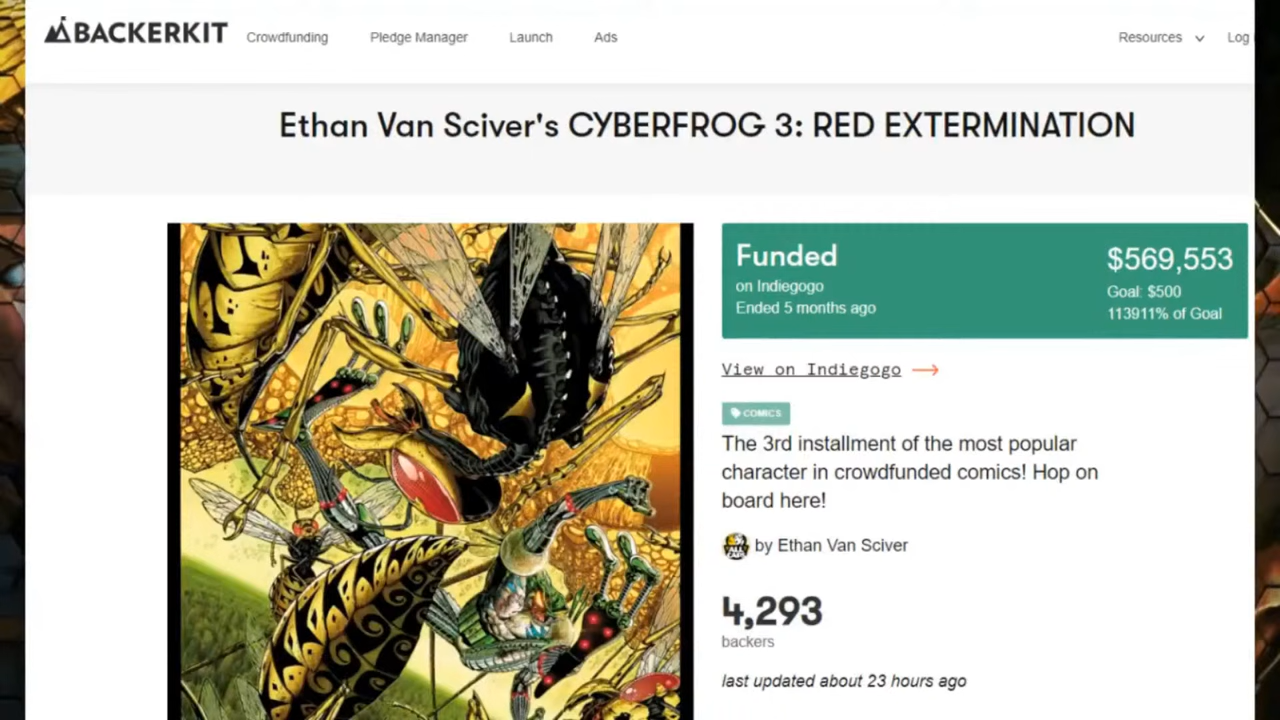 BACKERKIT Crowdfunding Pledge Manager Launch Ads Resources Log
Ethan Van Sciver's CYBERFROG 3: RED EXTERMINATION
Funded
on Indiegogo
Ended 5 months ago
$569,553
Goal: $500
113911% of Goal
View on Indiegogo
COMICS
The 3rd installment of the most popular
character in crowdfunded comics! Hop on
board here!
by Ethan Van Sciver
4,293
backers
last updated about 23 hours ago